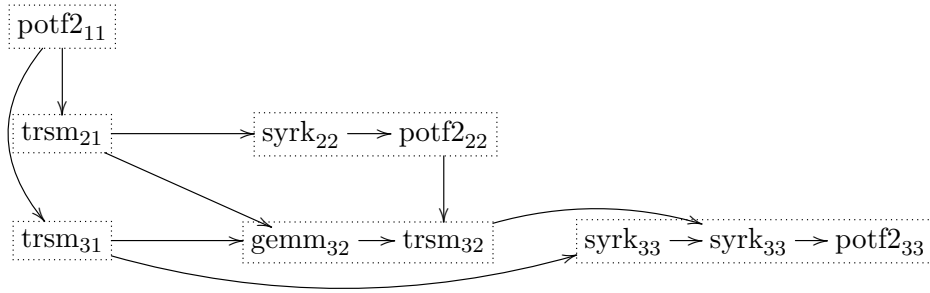 potf2₁₁
trsm₂₁ syrk₂₂ potf2₂₂
trsm₃₁ gemm₃₂ trsm₃₂ syrk₃₃ syrk₃₃ potf2₃₃